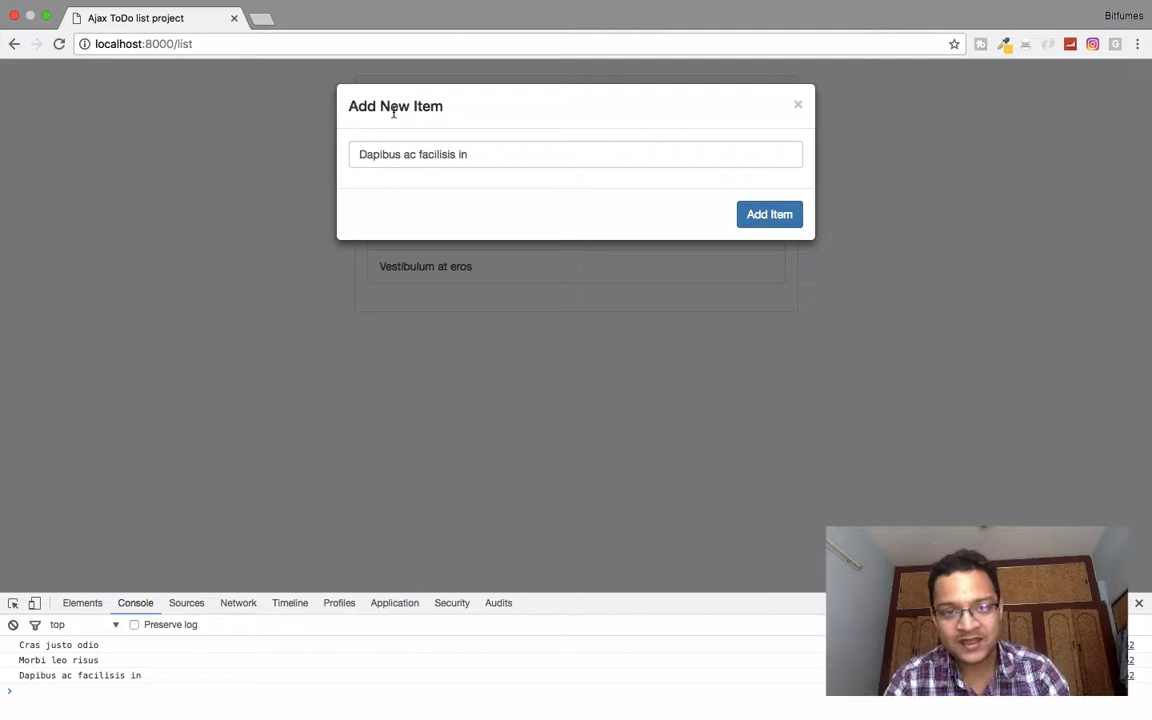 Ajax ToDo list project
Bitfumes
localhost:8000/list
Add New Item
×
Dapibus ac facilisis in
Add Item
Vestibulum at eros
Elements Console Sources Network Timeline Profiles Application Security Audits
top Preserve log
Cras justo odio
Morbi leo risus
Dapibus ac facilisis in